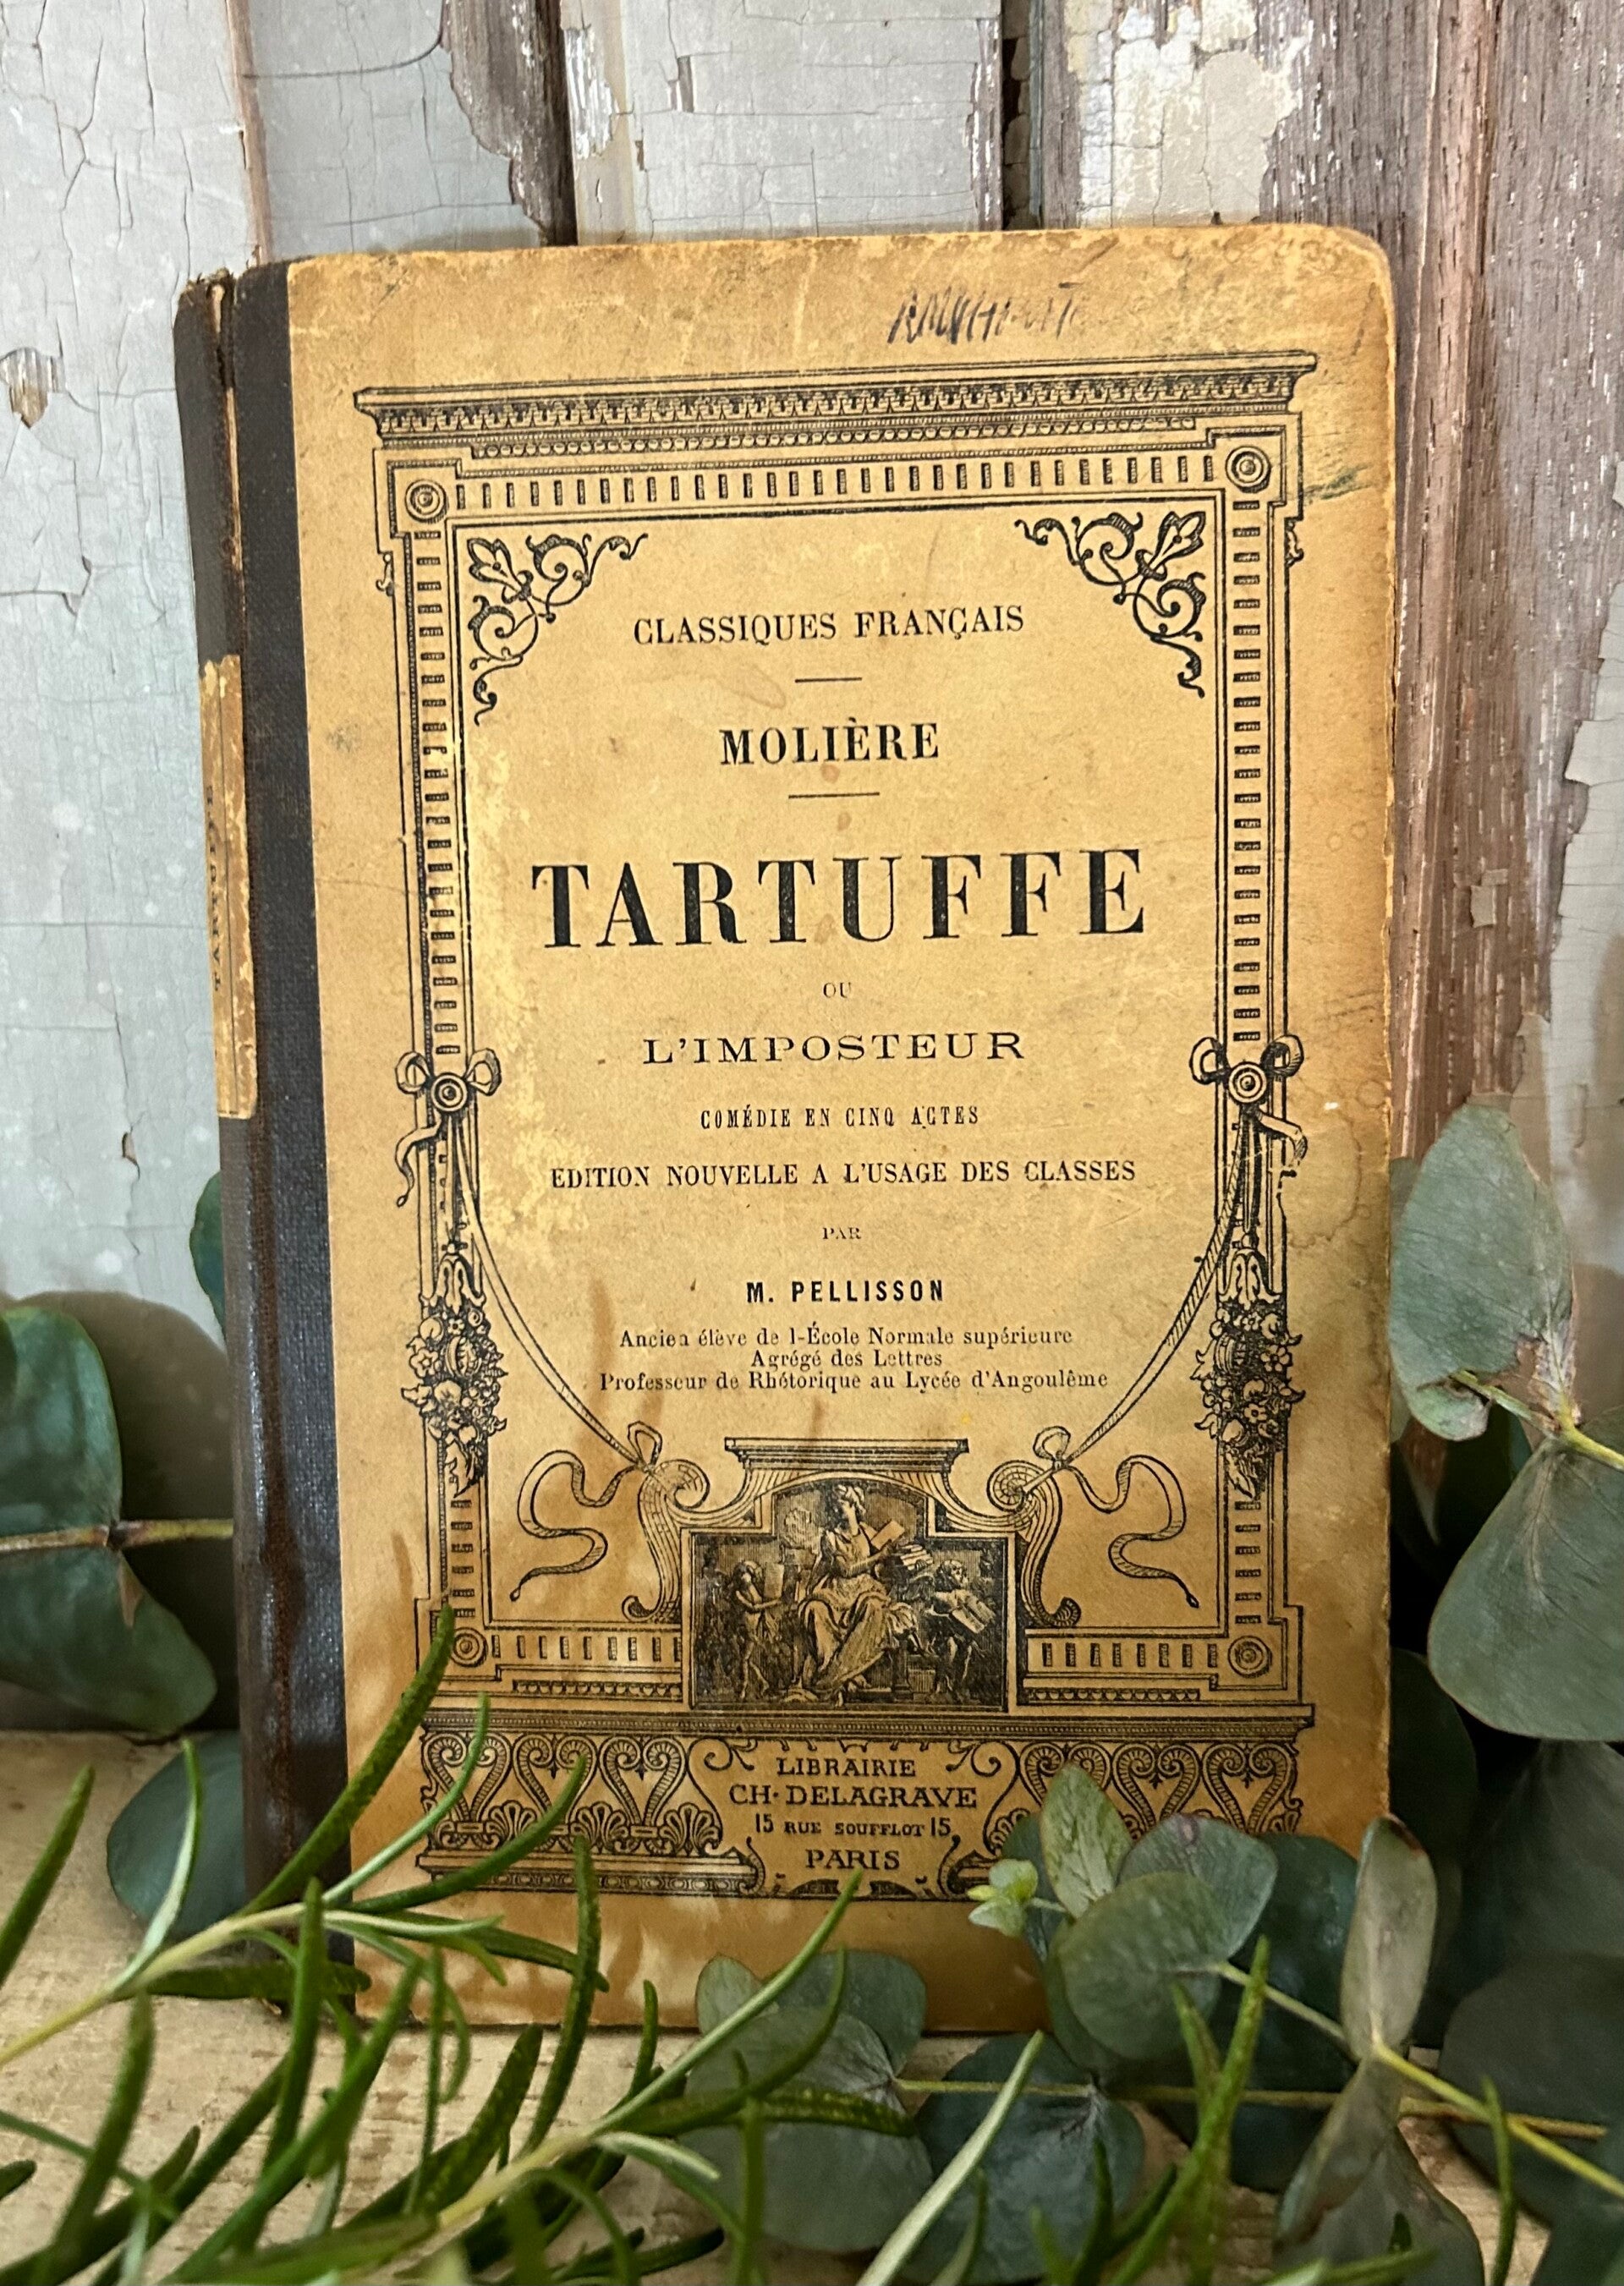 CLASSIQUES FRANÇAIS
MOLIÈRE
TARTUFFE
OU
L'IMPOSTEUR
COMÉDIE EN CINQ ACTES
EDITION NOUVELLE A L'USAGE DES CLASSES
PAR
M. PELLISSON
Ancien élève de l-École Normale supérieure
Agrégé des Lettres
Professeur de Rhétorique au Lycée d'Angoulême
LIBRAIRIE
CH. DELAGRAVE
15 RUE SOUFFLOT 15
PARIS
TARTUFFE